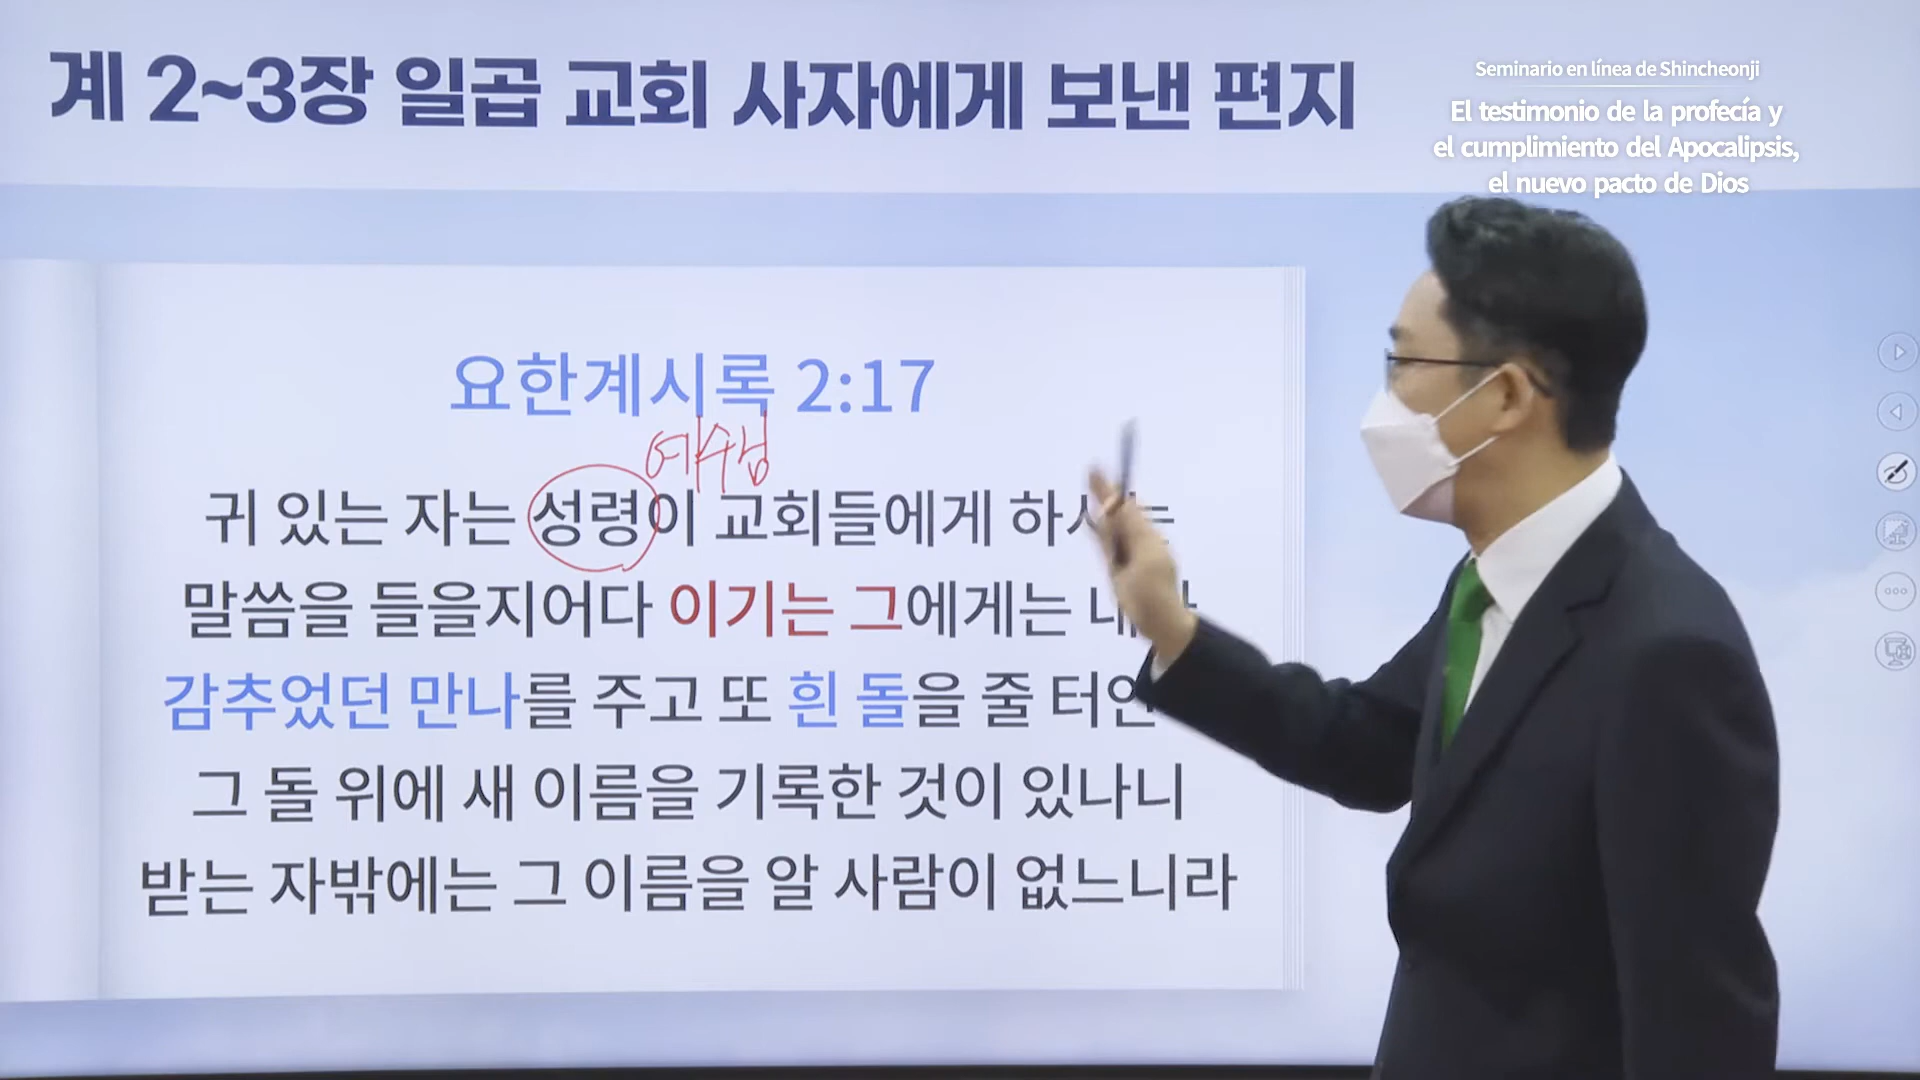 계 2~3장 일곱 교회 사자에게 보낸 편지
Seminario en línea de Shincheonji
El testimonio de la profecía y
el cumplimiento del Apocalipsis,
el nuevo pacto de Dios
요한계시록 2:17
예수님
귀 있는 자는 성령이 교회들에게
말씀을 들을지어다 이기는 그에게는
감추었던 만나를 주고 또 흰 돌을 줄 터인
그 돌 위에 새 이름을 기록한 것이 있나니
받는 자밖에는 그 이름을 알 사람이 없느니라